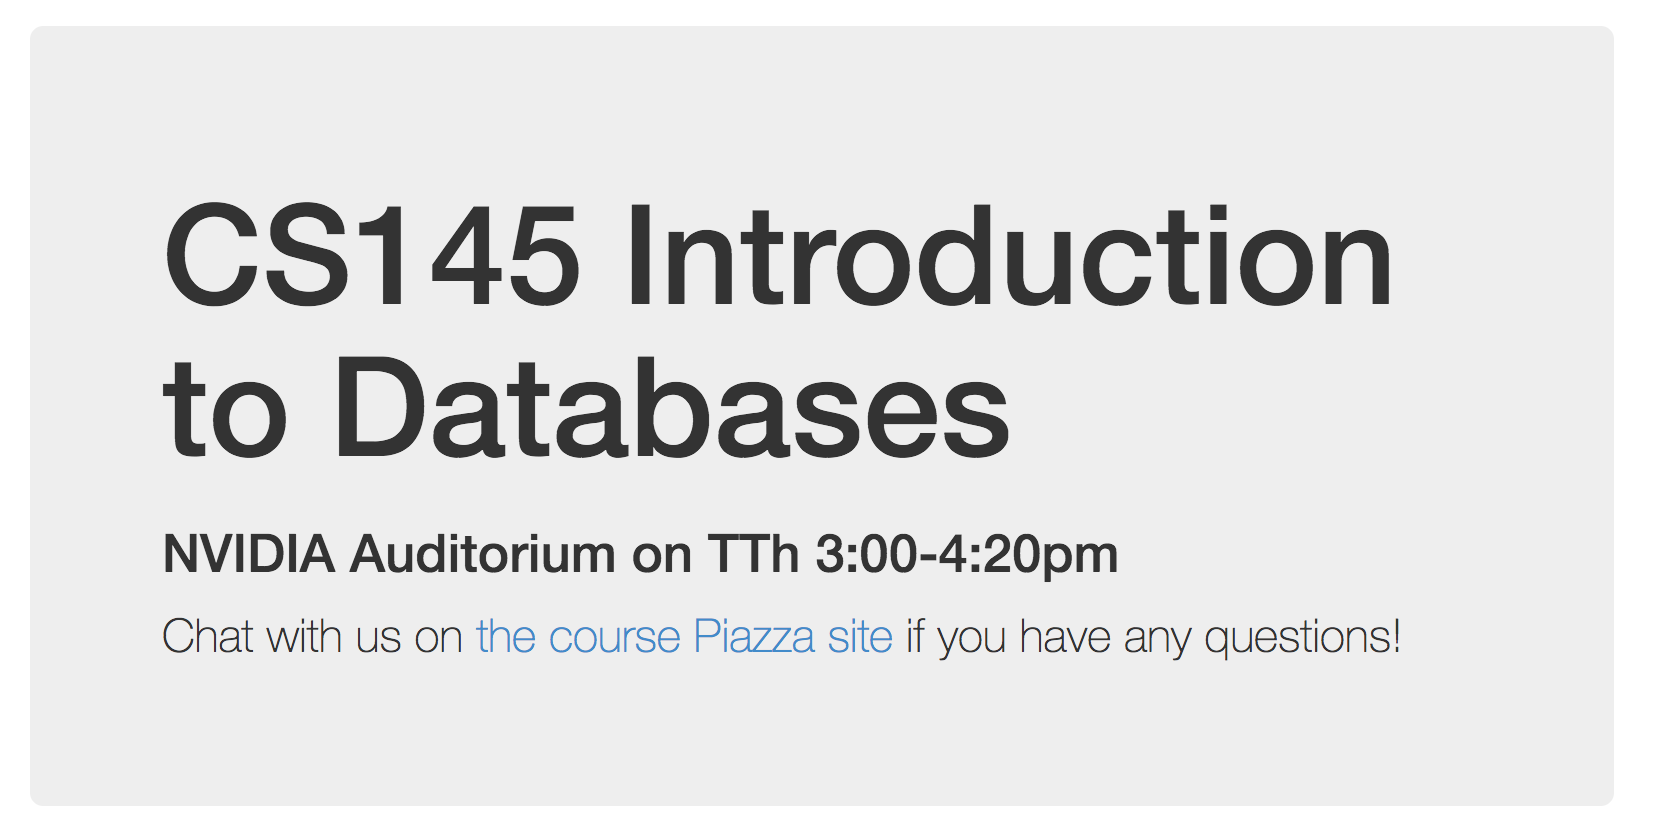 CS145 Introduction
to Databases
NVIDIA Auditorium on TTh 3:00-4:20pm
Chat with us on the course Piazza site if you have any questions!